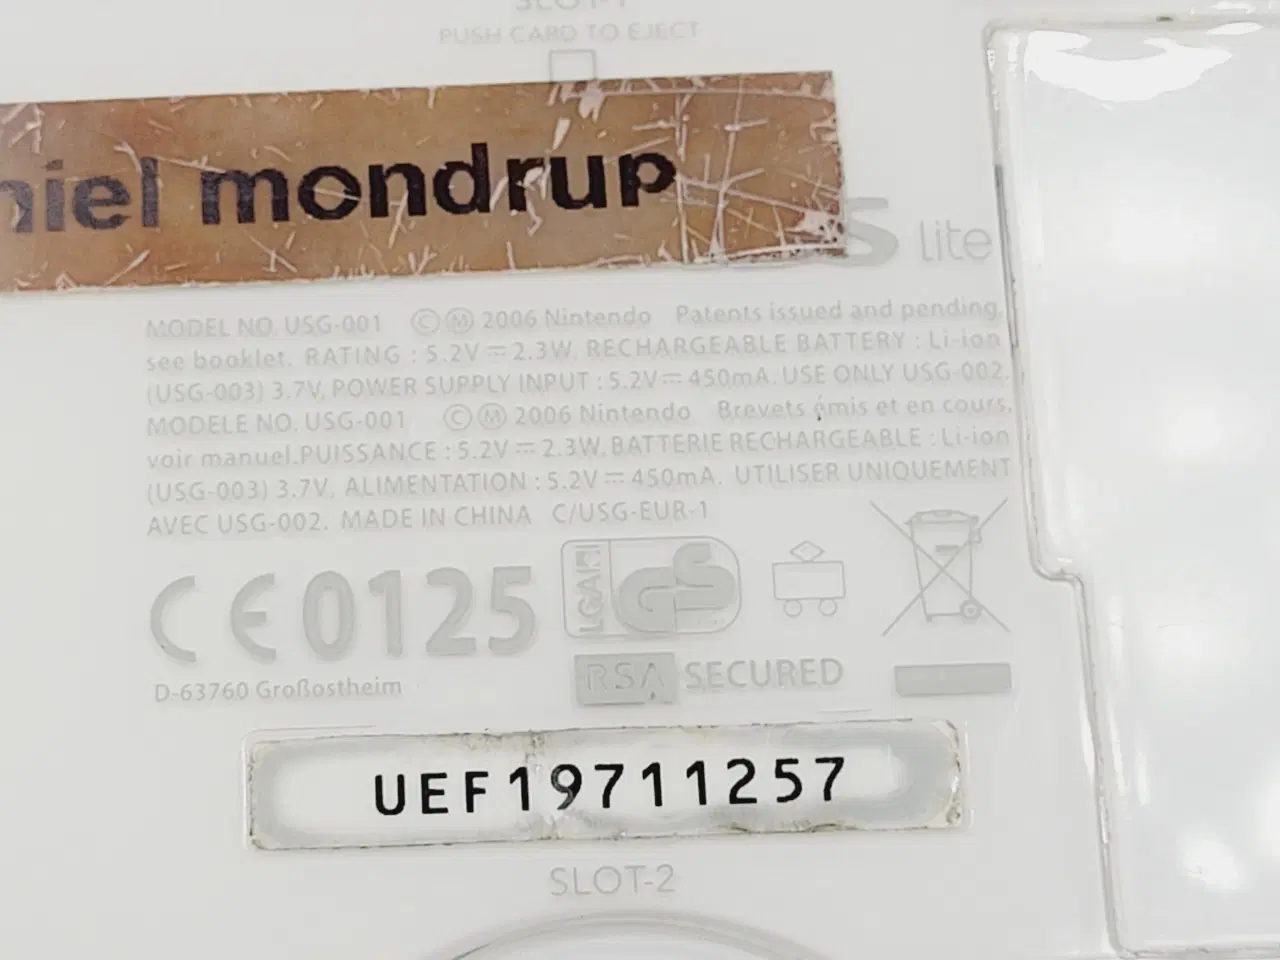 SLOT-1
PUSH CARD TO EJECT
niel mondrup
S lite
MODEL NO. USG-001 ©Ⓜ 2006 Nintendo Patents issued and pending,
see booklet. RATING : 5.2V⎓2.3W, RECHARGEABLE BATTERY : Li-ion
(USG-003) 3.7V, POWER SUPPLY INPUT : 5.2V⎓450mA. USE ONLY USG-002.
MODELE NO. USG-001 ©Ⓜ 2006 Nintendo Brevets émis et en cours,
voir manuel.PUISSANCE : 5.2V⎓2.3W, BATTERIE RECHARGEABLE : Li-ion
(USG-003) 3.7V, ALIMENTATION : 5.2V⎓450mA. UTILISER UNIQUEMENT
AVEC USG-002. MADE IN CHINA C/USG-EUR-1
CE0125
LGAI GS
D-63760 Großostheim
RSA SECURED
UEF19711257
SLOT-2